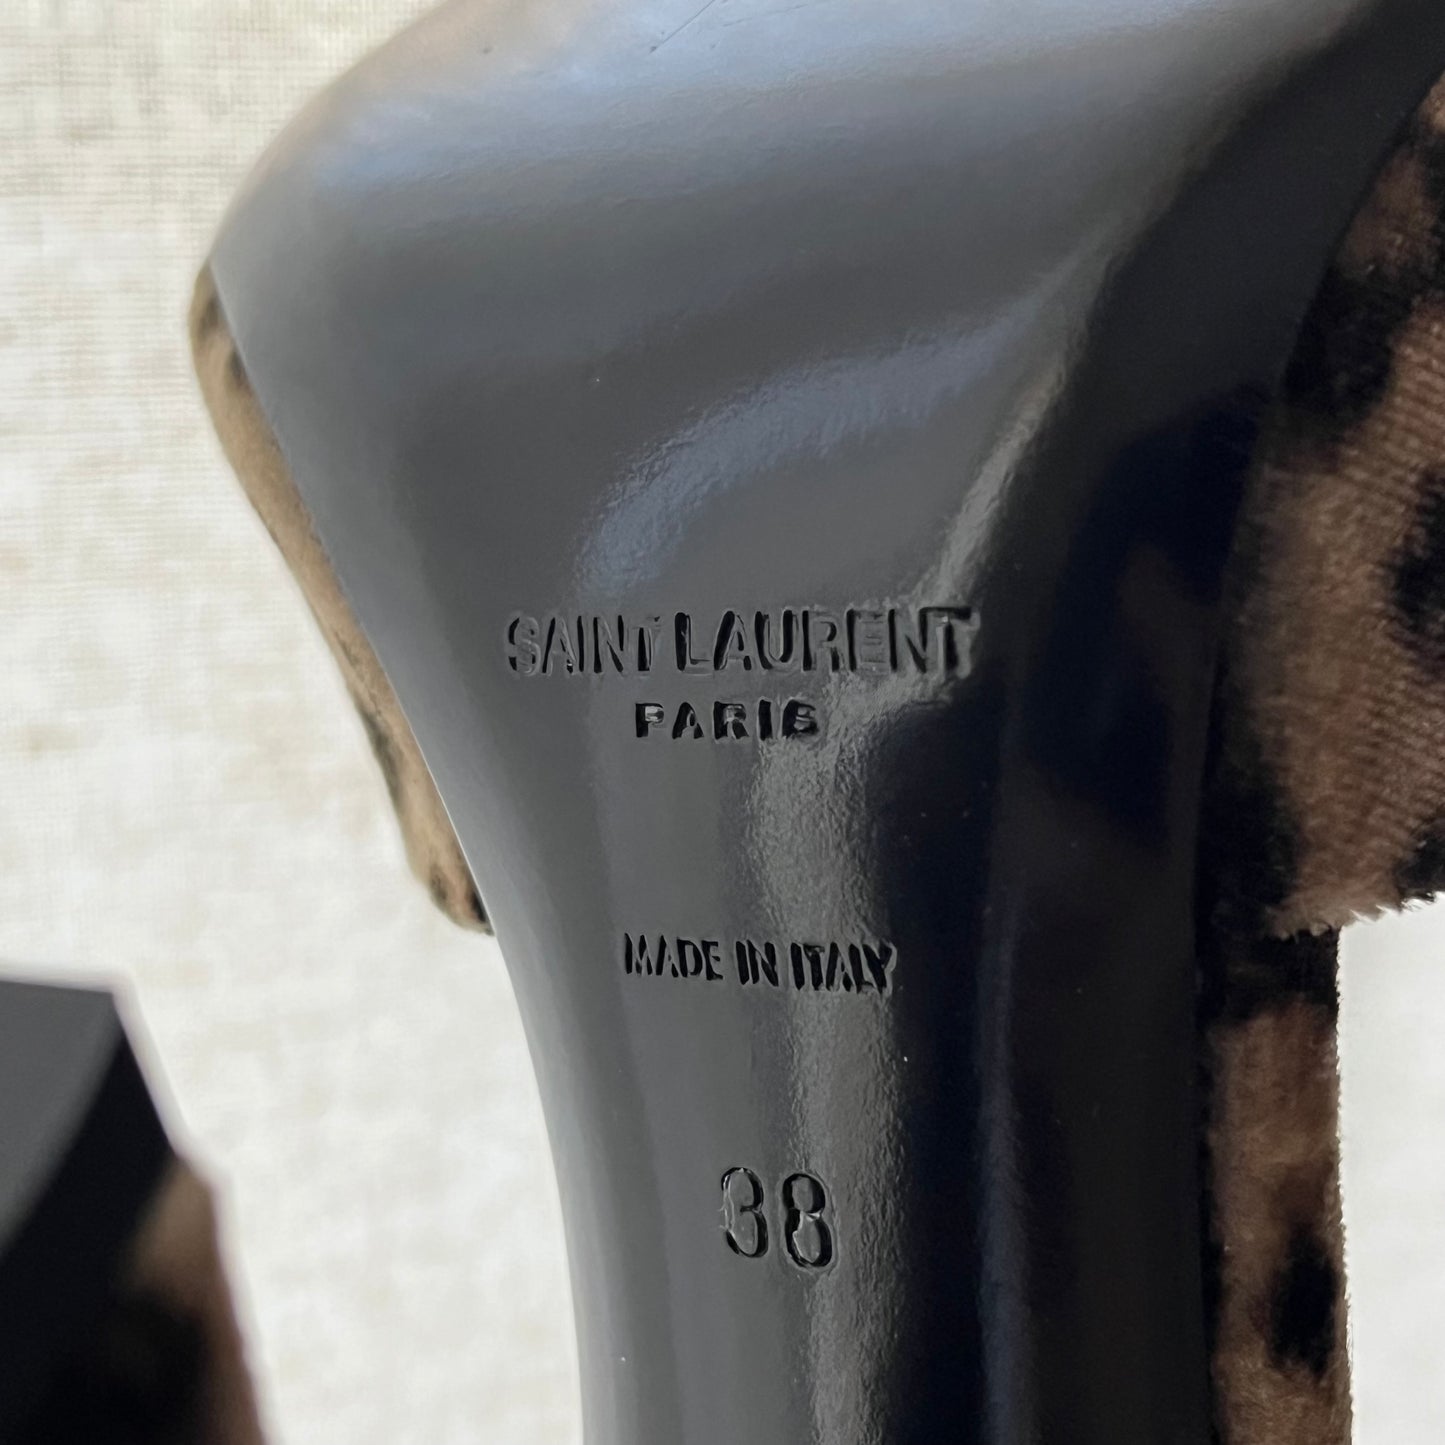 SAINT LAURENT
PARIS
MADE IN ITALY
38